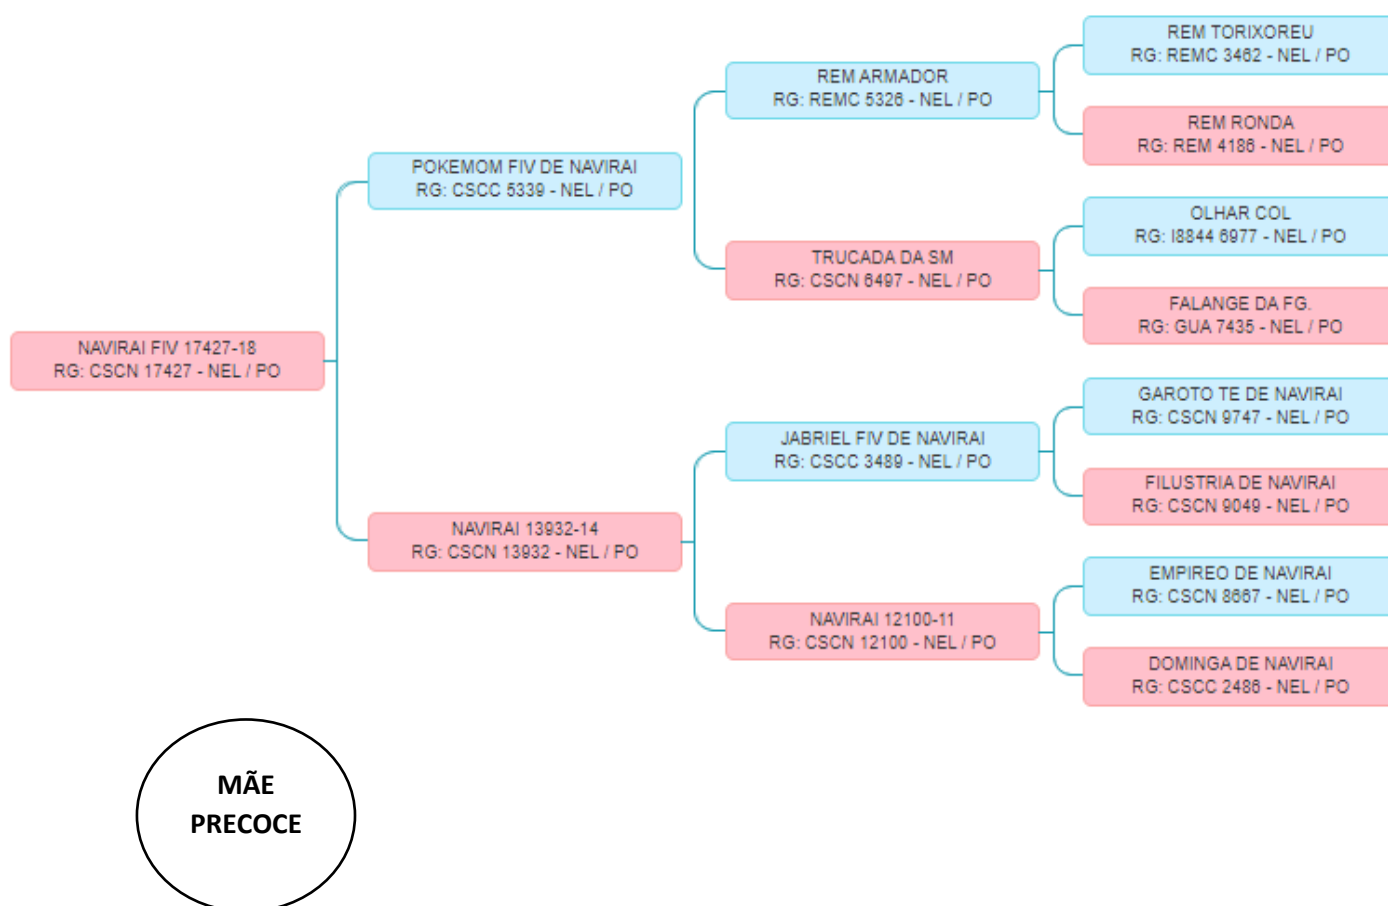 REM TORIXOREU
RG: REMC 3462 - NEL / PO
REM ARMADOR
RG: REMC 5326 - NEL / PO
REM RONDA
RG: REM 4186 - NEL / PO
POKEMOM FIV DE NAVIRAI
RG: CSCC 5339 - NEL / PO
OLHAR COL
RG: I8844 6977 - NEL / PO
TRUCADA DA SM
RG: CSCN 6497 - NEL / PO
FALANGE DA FG.
RG: GUA 7435 - NEL / PO
NAVIRAI FIV 17427-18
RG: CSCN 17427 - NEL / PO
GAROTO TE DE NAVIRAI
RG: CSCN 9747 - NEL / PO
JABRIEL FIV DE NAVIRAI
RG: CSCC 3489 - NEL / PO
FILUSTRIA DE NAVIRAI
RG: CSCN 9049 - NEL / PO
NAVIRAI 13932-14
RG: CSCN 13932 - NEL / PO
EMPIREO DE NAVIRAI
RG: CSCN 8667 - NEL / PO
NAVIRAI 12100-11
RG: CSCN 12100 - NEL / PO
DOMINGA DE NAVIRAI
RG: CSCC 2486 - NEL / PO
MÃE
PRECOCE